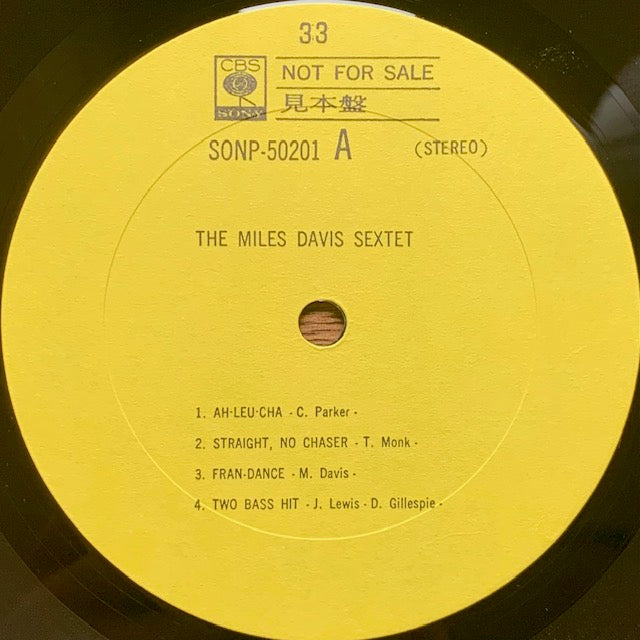 33
CBS
SONY
NOT FOR SALE
見本盤
SONP-50201 A (STEREO)
THE MILES DAVIS SEXTET
1. AH-LEU-CHA - C. Parker -
2. STRAIGHT, NO CHASER - T. Monk -
3. FRAN-DANCE - M. Davis -
4. TWO BASS HIT - J. Lewis - D. Gillespie -